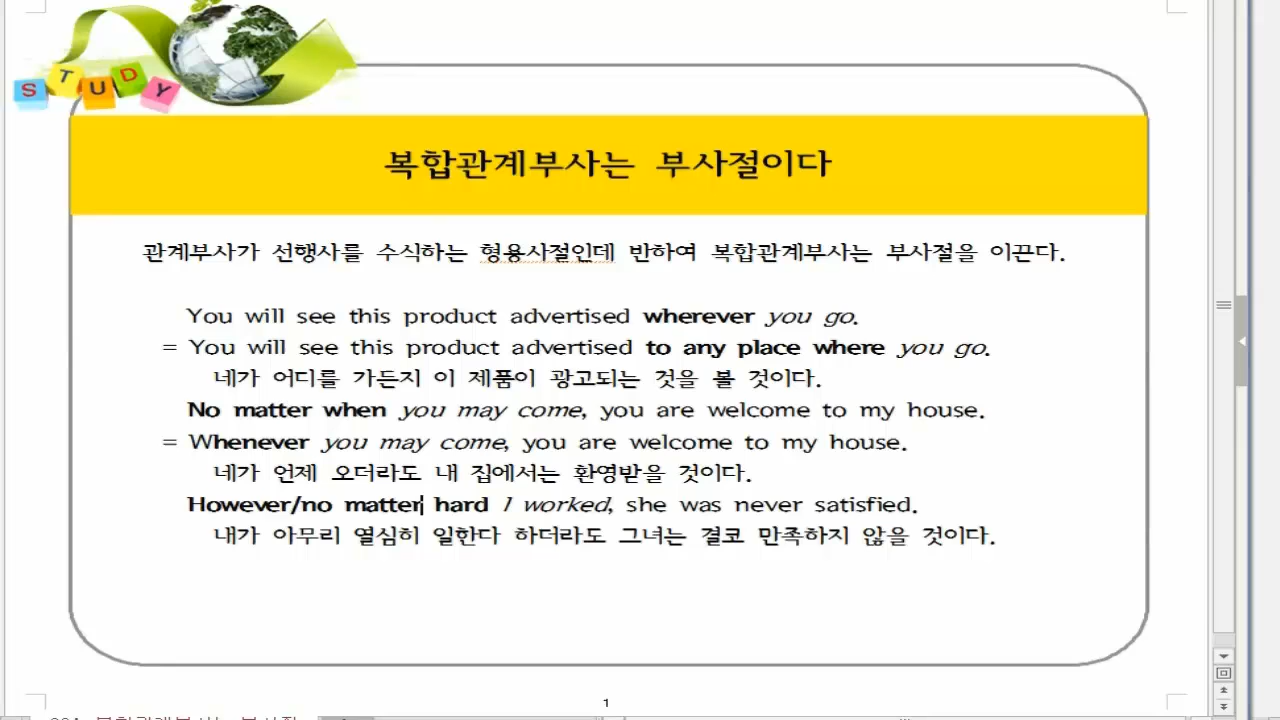 STUDY
복합관계부사는 부사절이다
관계부사가 선행사를 수식하는 형용사절인데 반하여 복합관계부사는 부사절을 이끈다.
You will see this product advertised wherever you go.
= You will see this product advertised to any place where you go.
네가 어디를 가든지 이 제품이 광고되는 것을 볼 것이다.
No matter when you may come, you are welcome to my house.
= Whenever you may come, you are welcome to my house.
네가 언제 오더라도 내 집에서는 환영받을 것이다.
However/no matter hard I worked, she was never satisfied.
내가 아무리 열심히 일한다 하더라도 그녀는 결코 만족하지 않을 것이다.
1